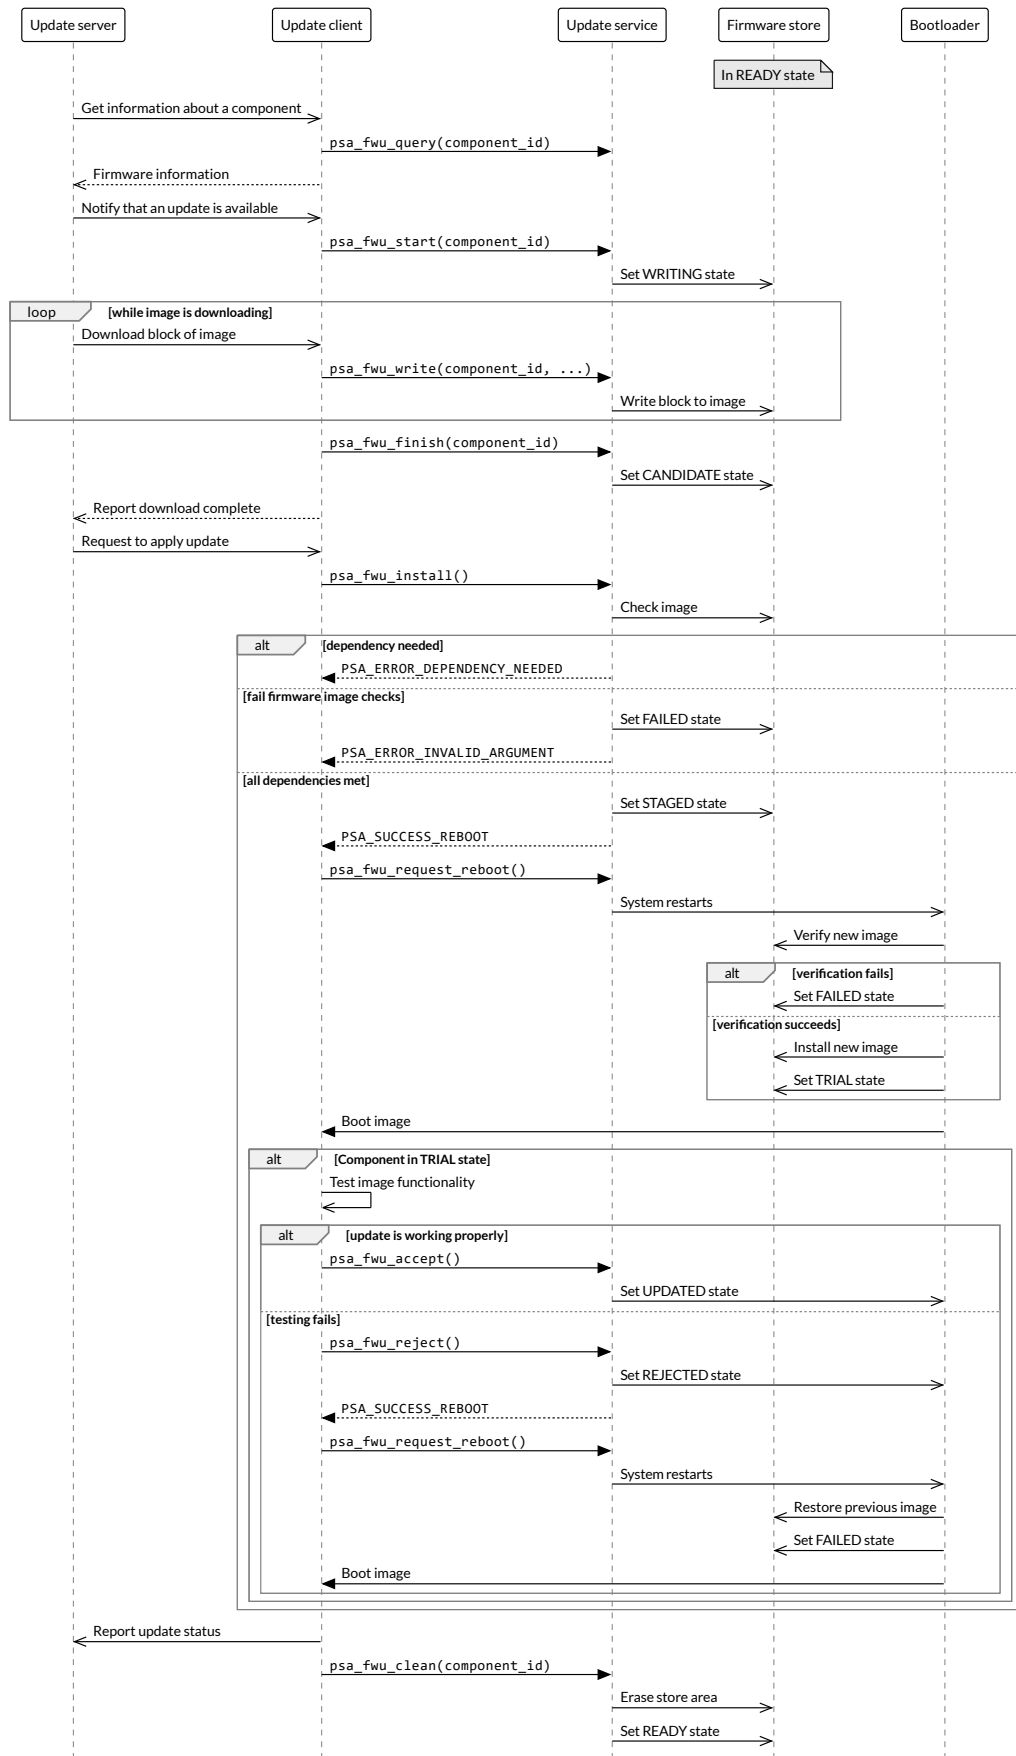 Update server
Update client
Update service
Firmware store
Bootloader
In READY state
Get information about a component
psa_fwu_query(component_id)
Firmware information
Notify that an update is available
psa_fwu_start(component_id)
Set WRITING state
loop
[while image is downloading]
Download block of image
psa_fwu_write(component_id, ...)
Write block to image
psa_fwu_finish(component_id)
Set CANDIDATE state
Report download complete
Request to apply update
psa_fwu_install()
Check image
alt
[dependency needed]
PSA_ERROR_DEPENDENCY_NEEDED
[fail firmware image checks]
Set FAILED state
PSA_ERROR_INVALID_ARGUMENT
[all dependencies met]
Set STAGED state
PSA_SUCCESS_REBOOT
psa_fwu_request_reboot()
System restarts
Verify new image
alt
[verification fails]
Set FAILED state
[verification succeeds]
Install new image
Set TRIAL state
Boot image
alt
[Component in TRIAL state]
Test image functionality
alt
[update is working properly]
psa_fwu_accept()
Set UPDATED state
[testing fails]
psa_fwu_reject()
Set REJECTED state
PSA_SUCCESS_REBOOT
psa_fwu_request_reboot()
System restarts
Restore previous image
Set FAILED state
Boot image
Report update status
psa_fwu_clean(component_id)
Erase store area
Set READY state